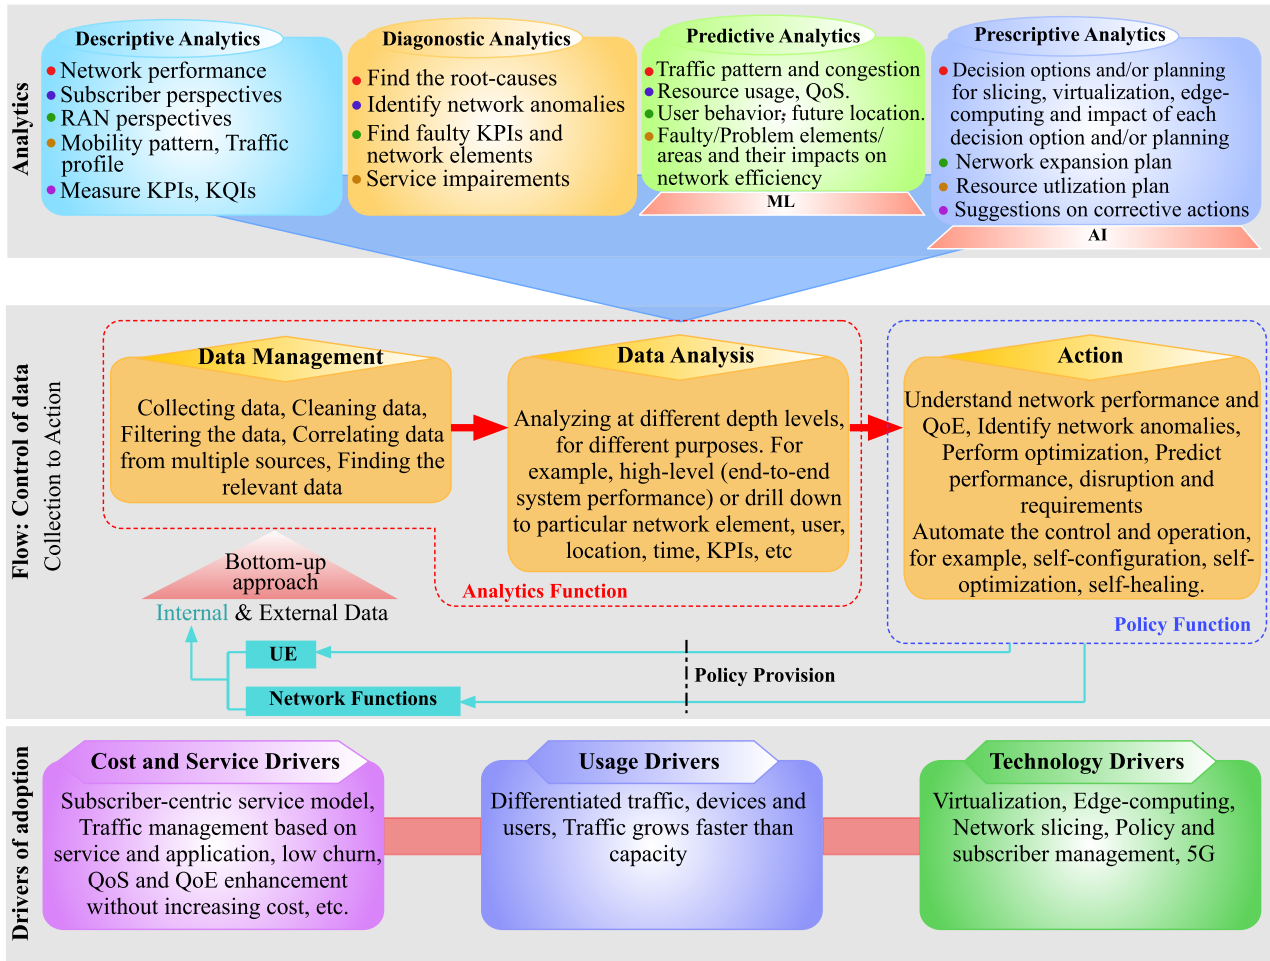 Analytics
Descriptive Analytics
Network performance
Subscriber perspectives
RAN perspectives
Mobility pattern, Traffic
profile
Measure KPIs, KQIs
Diagonostic Analytics
Find the root-causes
Identify network anomalies
Find faulty KPIs and
network elements
Service impairements
Predictive Analytics
Traffic pattern and congestion
Resource usage, QoS.
User behavior, future location.
Faulty/Problem elements/
areas and their impacts on
network efficiency
ML
Prescriptive Analytics
Decision options and/or planning
for slicing, virtualization, edge-
computing and impact of each
decision option and/or planning
Nerwork expansion plan
Resource utlization plan
Suggestions on corrective actions
AI
Flow: Control of data
Collection to Action
Data Management
Collecting data, Cleaning data,
Filtering the data, Correlating data
from multiple sources, Finding the
relevant data
Data Analysis
Analyzing at different depth levels,
for different purposes. For
example, high-level (end-to-end
system performance) or drill down
to particular network element, user,
location, time, KPIs, etc
Analytics Function
Action
Understand network performance and
QoE, Identify network anomalies,
Perform optimization, Predict
performance, disruption and
requirements
Automate the control and operation,
for example, self-configuration, self-
optimization, self-healing.
Policy Function
Bottom-up
approach
Internal & External Data
UE
Network Functions
Policy Provision
Drivers of adoption
Cost and Service Drivers
Subscriber-centric service model,
Traffic management based on
service and application, low churn,
QoS and QoE enhancement
without increasing cost, etc.
Usage Drivers
Differentiated traffic, devices and
users, Traffic grows faster than
capacity
Technology Drivers
Virtualization, Edge-computing,
Network slicing, Policy and
subscriber management, 5G